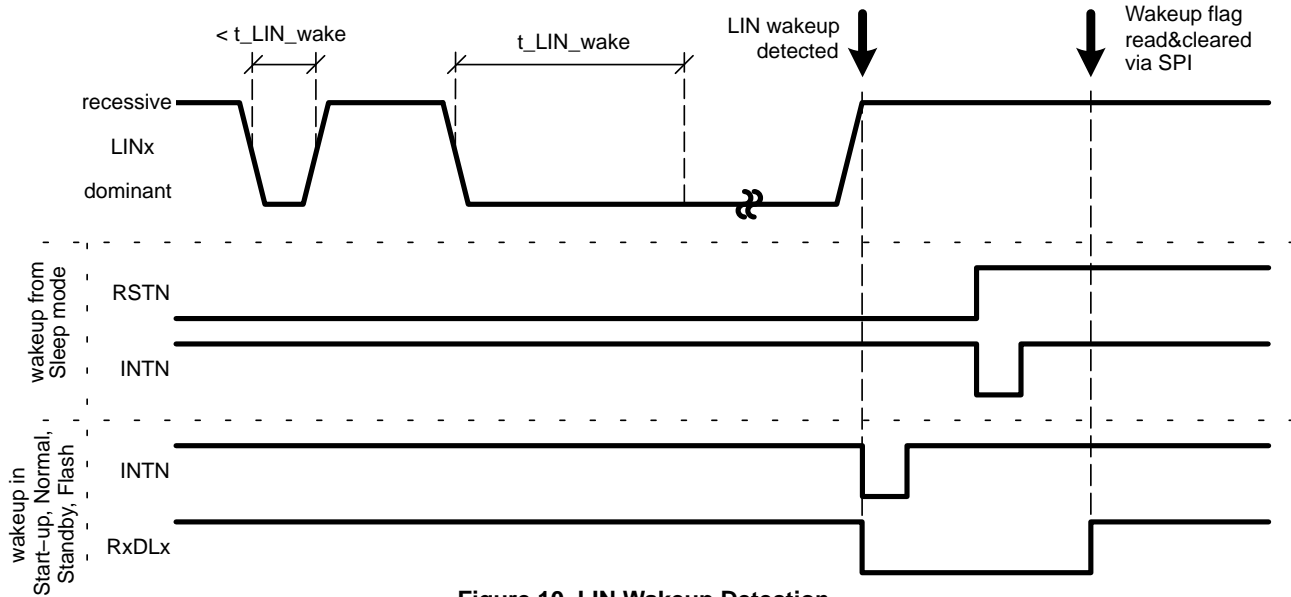 < t_LIN_wake
t_LIN_wake
LIN wakeup
detected
Wakeup flag
read&cleared
via SPI
recessive
LINx
dominant
wakeup from
Sleep mode
RSTN
INTN
wakeup in
Start−up, Normal,
Standby, Flash
INTN
RxDLx
Figure 10. LIN Wakeup Detection